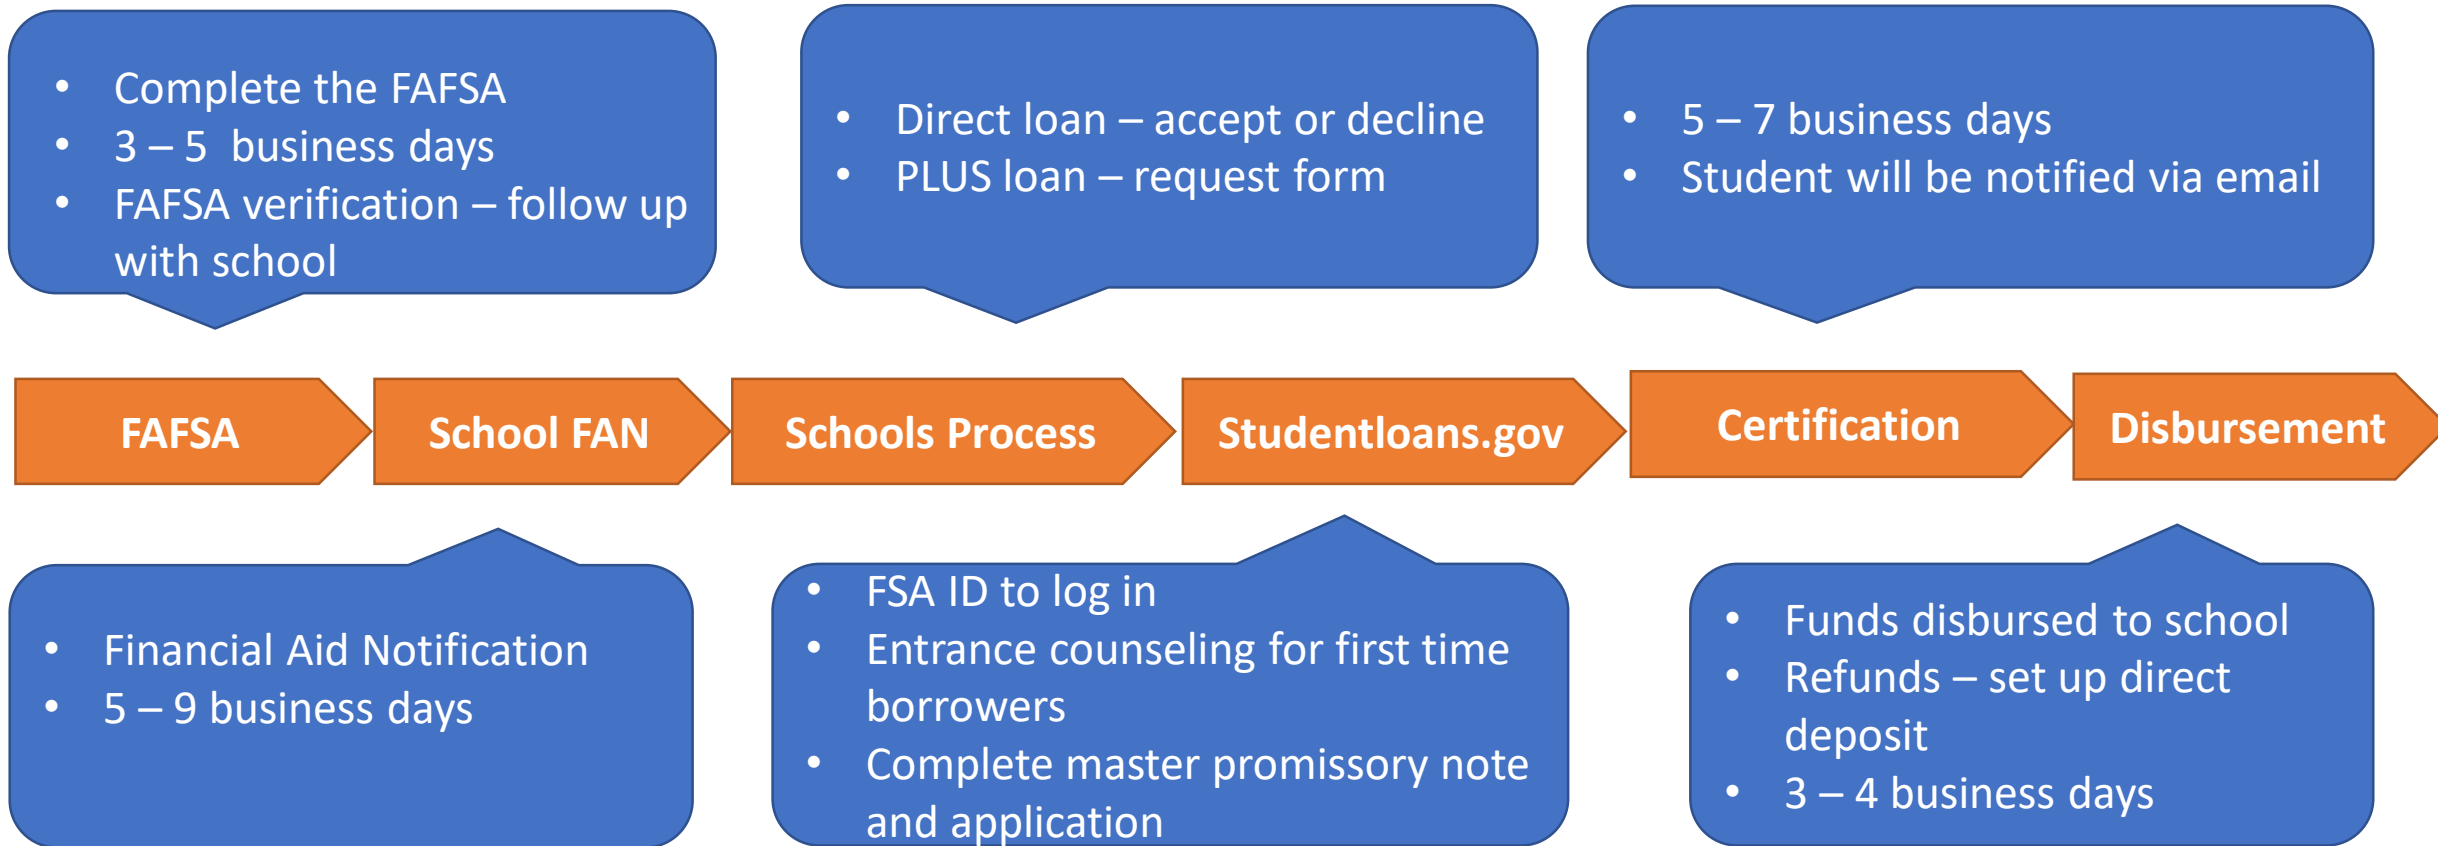 • Complete the FAFSA
• 3 – 5  business days
• FAFSA verification – follow up
with school
• Direct loan – accept or decline
• PLUS loan – request form
• 5 – 7 business days
• Student will be notified via email
FAFSA
School FAN
Schools Process
Studentloans.gov
Certification
Disbursement
• Financial Aid Notification
• 5 – 9 business days
• FSA ID to log in
• Entrance counseling for first time
borrowers
• Complete master promissory note
and application
• Funds disbursed to school
• Refunds – set up direct
deposit
• 3 – 4 business days